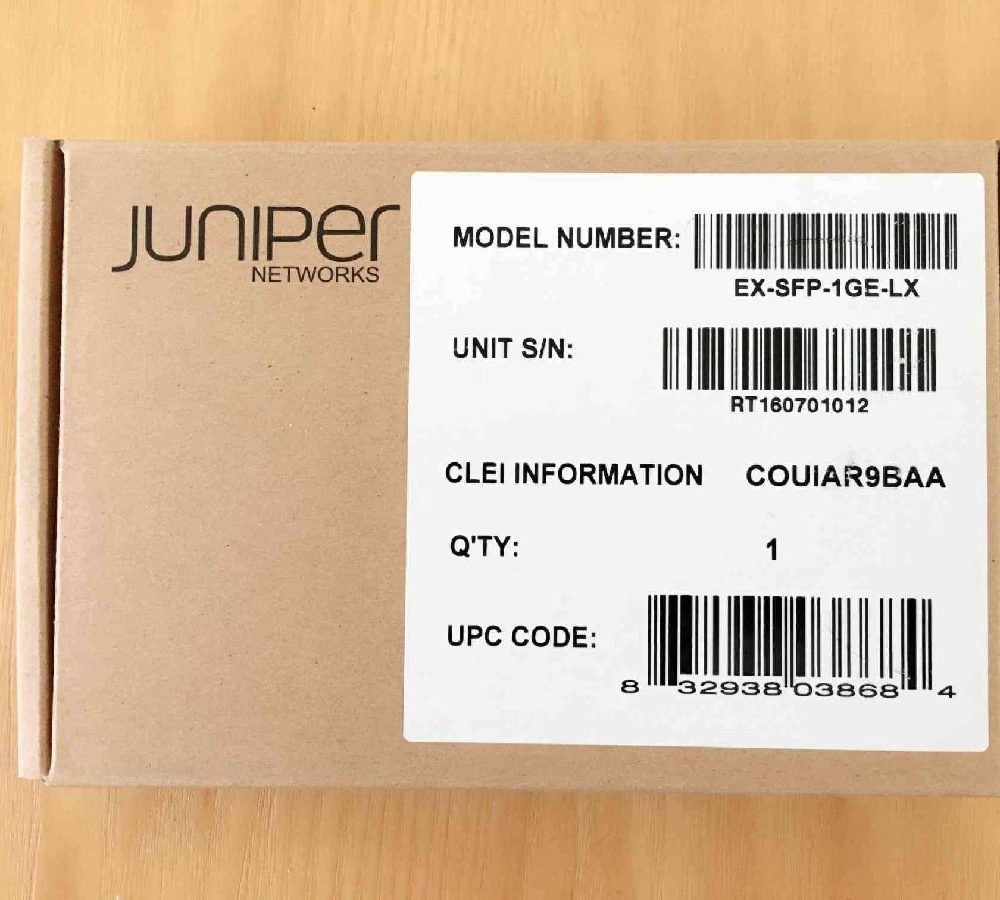 JUNIPer
NETWORKS
MODEL NUMBER:
EX-SFP-1GE-LX
UNIT S/N:
RT160701012
CLEI INFORMATION COUIAR9BAA
Q'TY: 1
UPC CODE:
8 32938 03868 4